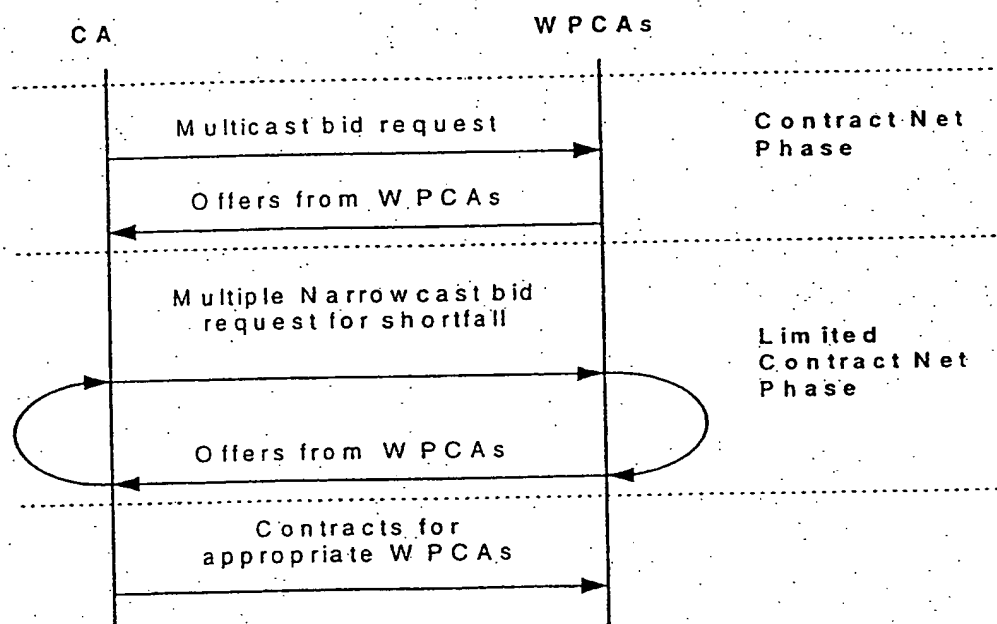 CA
WPCAs
Multicast bid request
Contract Net
Phase
Offers from WPCAs
Multiple Narrowcast bid
request for shortfall
Limited
Contract Net
Phase
Offers from WPCAs
Contracts for
appropriate WPCAs